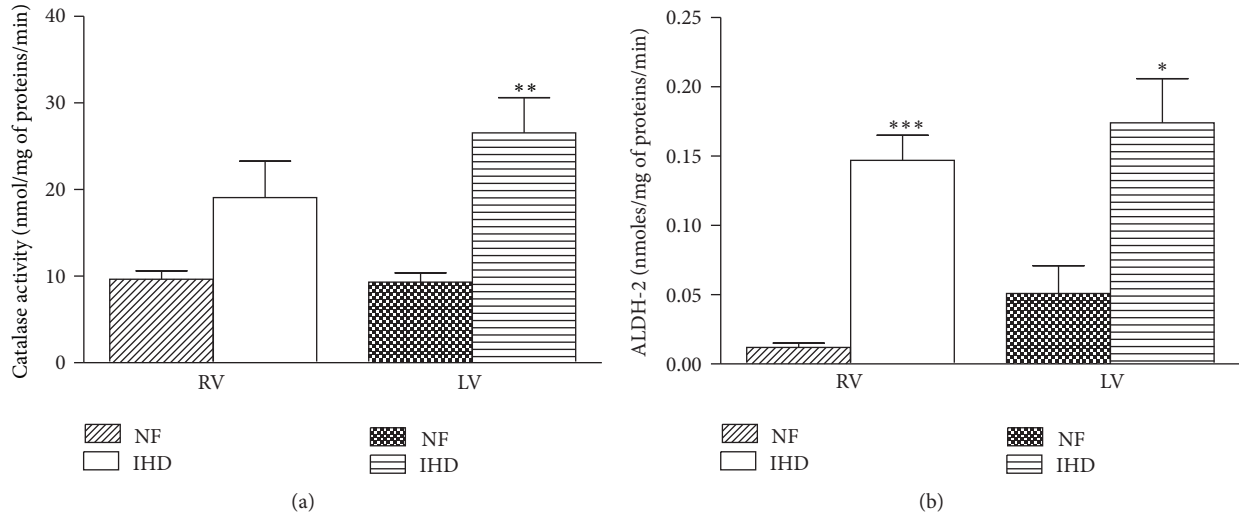 Catalase activity (nmol/mg of proteins/min)
40
30
20
10
0
**
RV
LV
NF
IHD
NF
IHD
(a)
ALDH-2 (nmoles/mg of proteins/min)
0.25
0.20
0.15
0.10
0.05
0.00
***
*
RV
LV
NF
IHD
NF
IHD
(b)